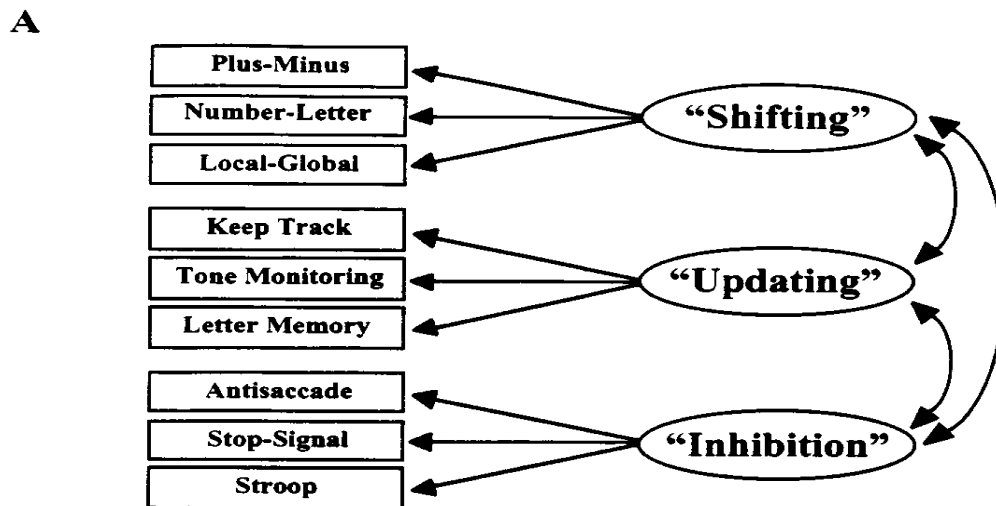 A
Plus-Minus
Number-Letter
Local-Global
“Shifting”
Keep Track
Tone Monitoring
Letter Memory
“Updating”
Antisaccade
Stop-Signal
Stroop
“Inhibition”